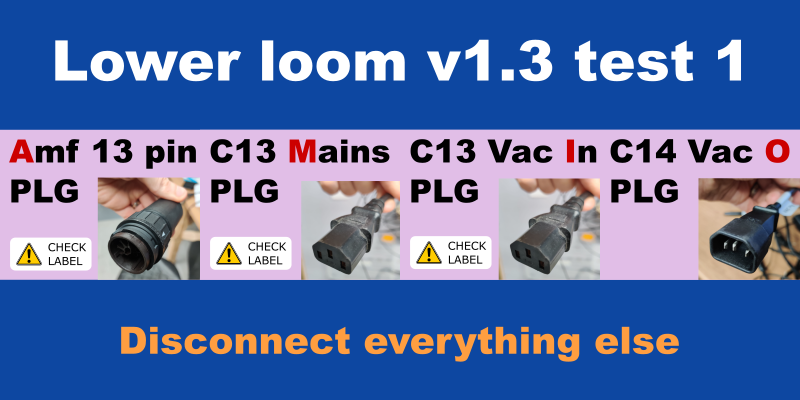 Lower loom v1.3 test 1
Amf 13 pin
PLG
CHECK
LABEL
C13 Mains
PLG
CHECK
LABEL
C13 Vac In
PLG
CHECK
LABEL
C14 Vac O
PLG
Disconnect everything else